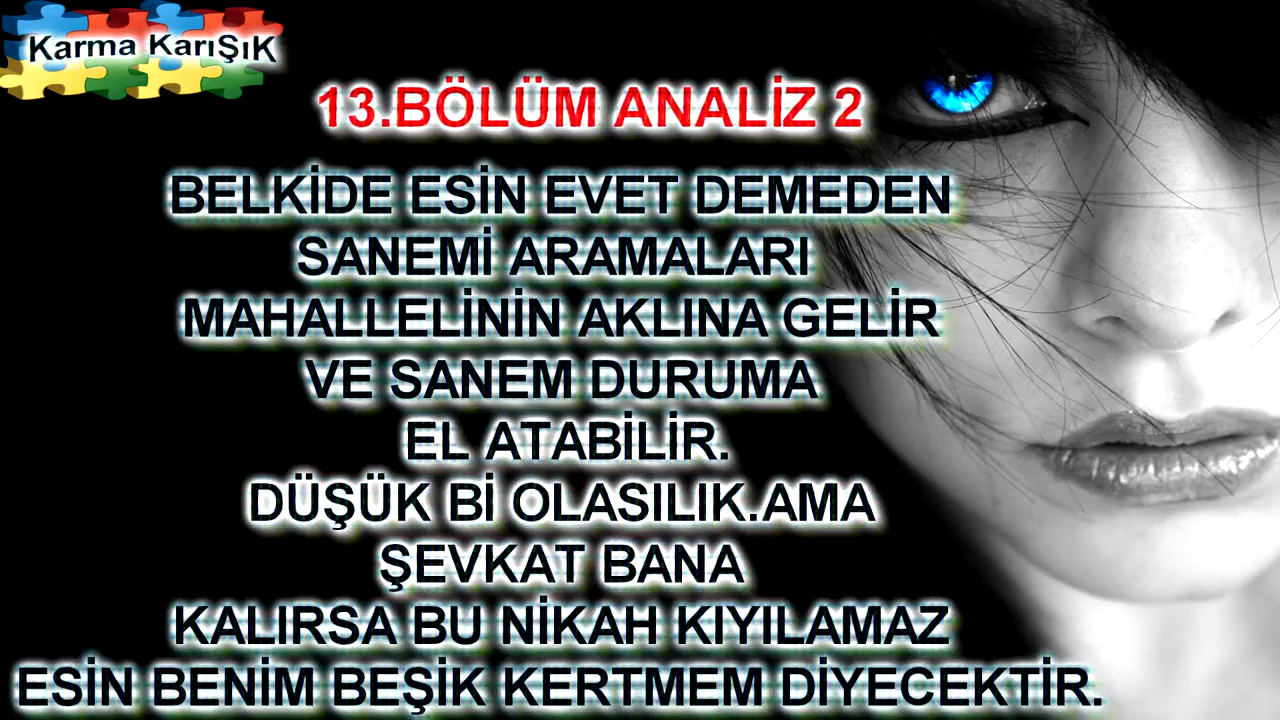 Karma KarıŞıK
13.BÖLÜM ANALİZ 2
BELKİDE ESİN EVET DEMEDEN
SANEMİ ARAMALARI
MAHALLELİNİN AKLINA GELİR
VE SANEM DURUMA
EL ATABİLİR.
DÜŞÜK Bİ OLASILIK.AMA
ŞEVKAT BANA
KALIRSA BU NİKAH KIYILAMAZ
ESİN BENİM BEŞİK KERTMEM DİYECEKTİR.